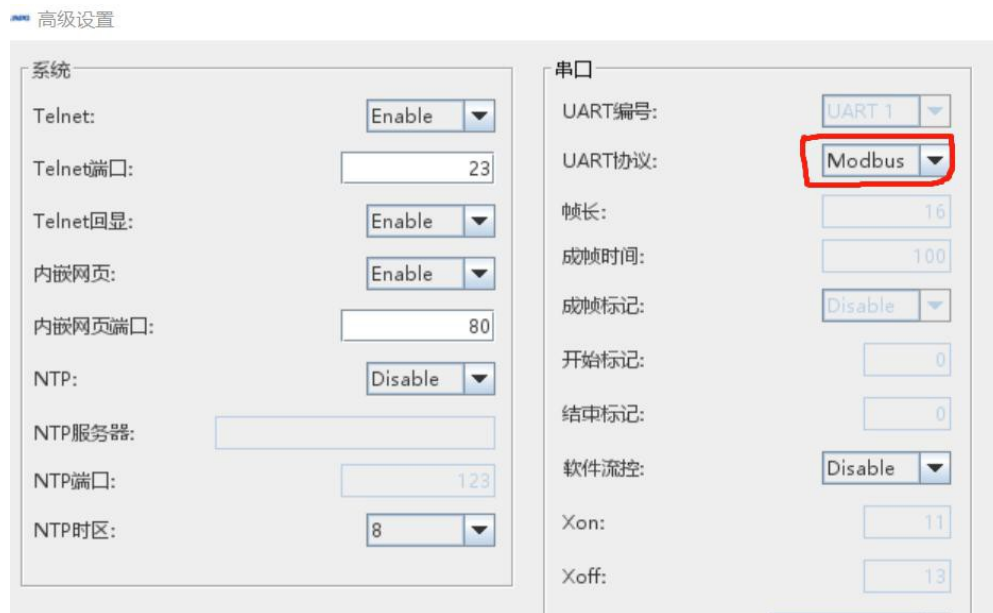 高级设置
系统
Telnet: Enable
Telnet端口: 23
Telnet回显: Enable
内嵌网页: Enable
内嵌网页端口: 80
NTP: Disable
NTP服务器:
NTP端口: 123
NTP时区: 8
串口
UART编号: UART 1
UART协议: Modbus
帧长: 16
成帧时间: 100
成帧标记: Disable
开始标记: 0
结束标记: 0
软件流控: Disable
Xon: 11
Xoff: 13